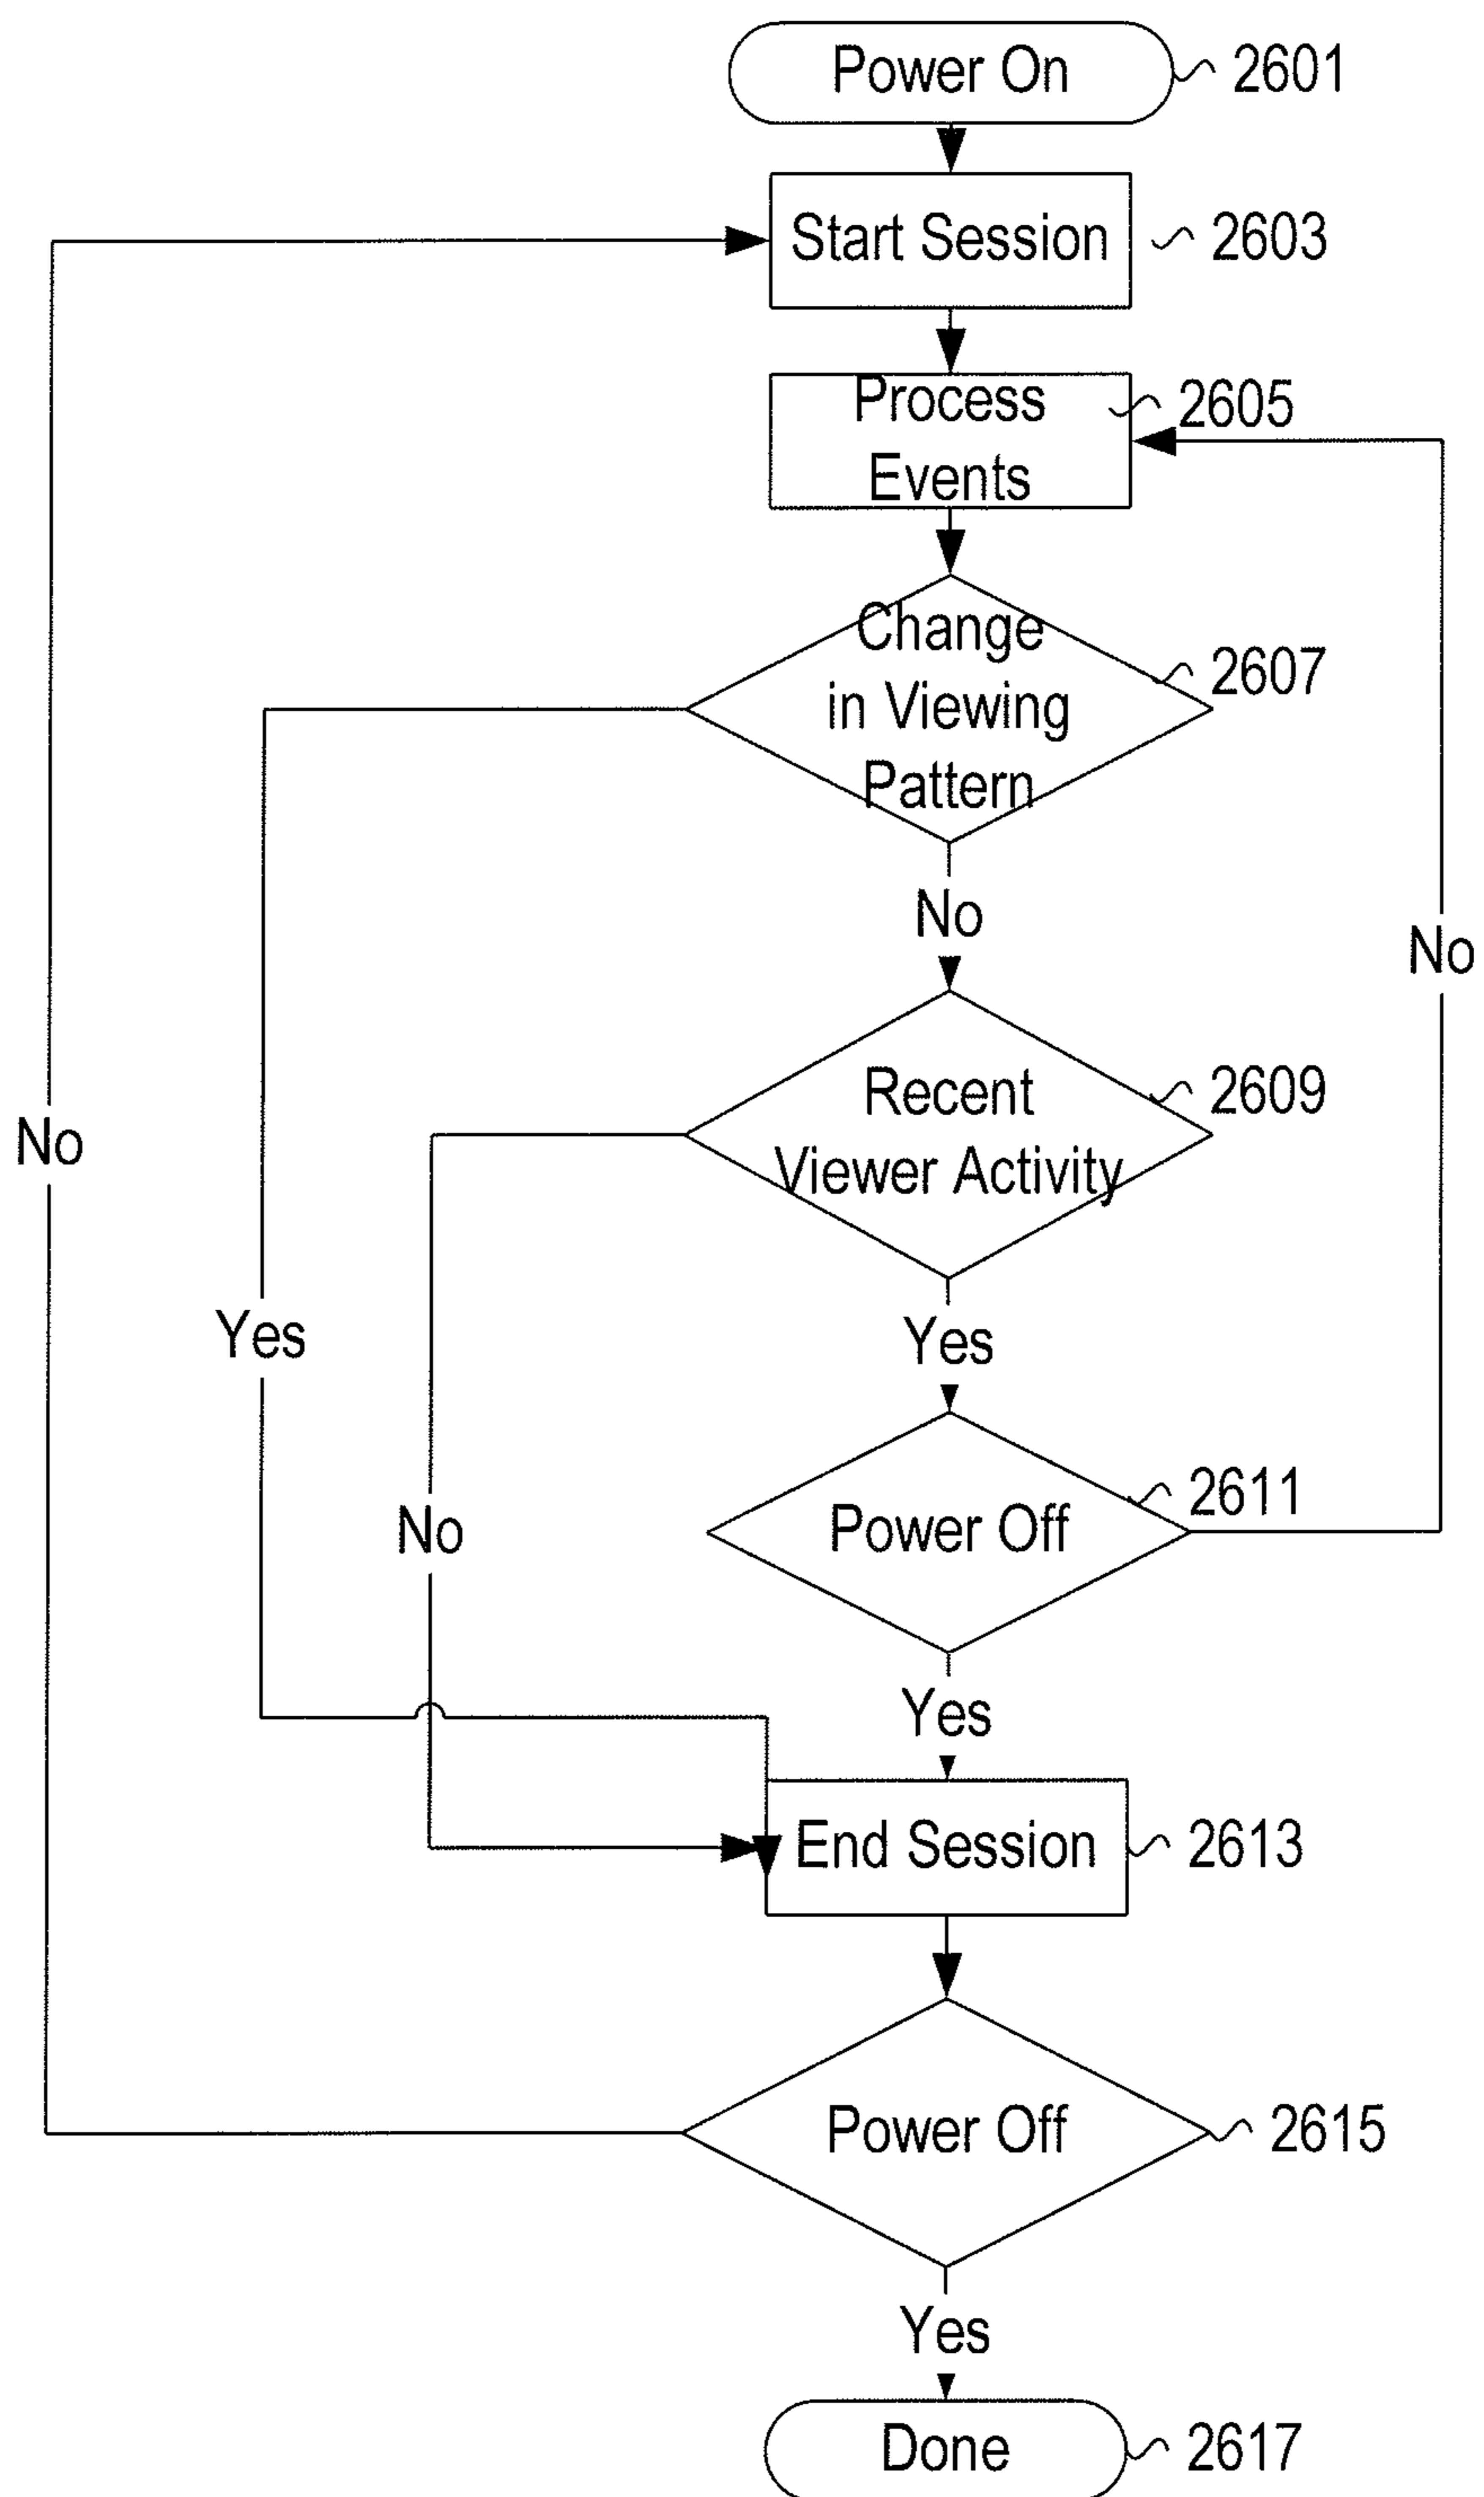 Power On
2601
Start Session
2603
Process
Events
2605
Change
in Viewing
Pattern
2607
No
No
Recent
Viewer Activity
2609
No
Yes
Yes
Power Off
2611
No
Yes
End Session
2613
Power Off
2615
Yes
Done
2617